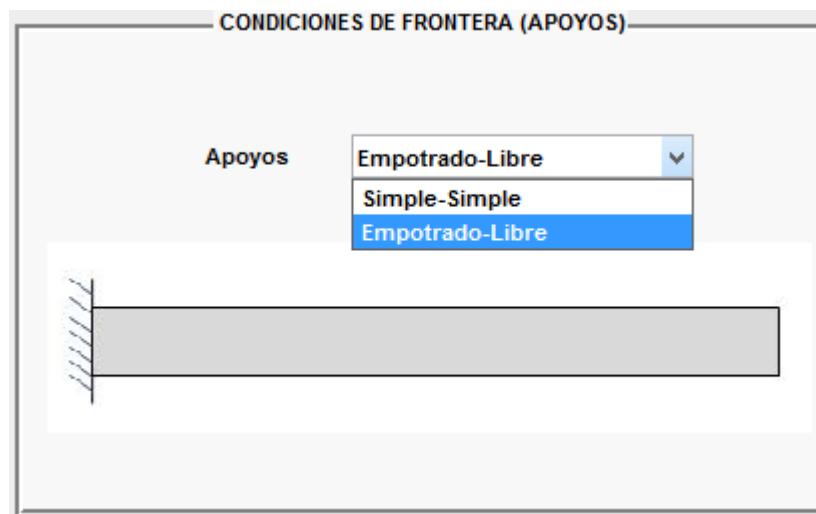 CONDICIONES DE FRONTERA (APOYOS)
Apoyos
Empotrado-Libre
Simple-Simple
Empotrado-Libre